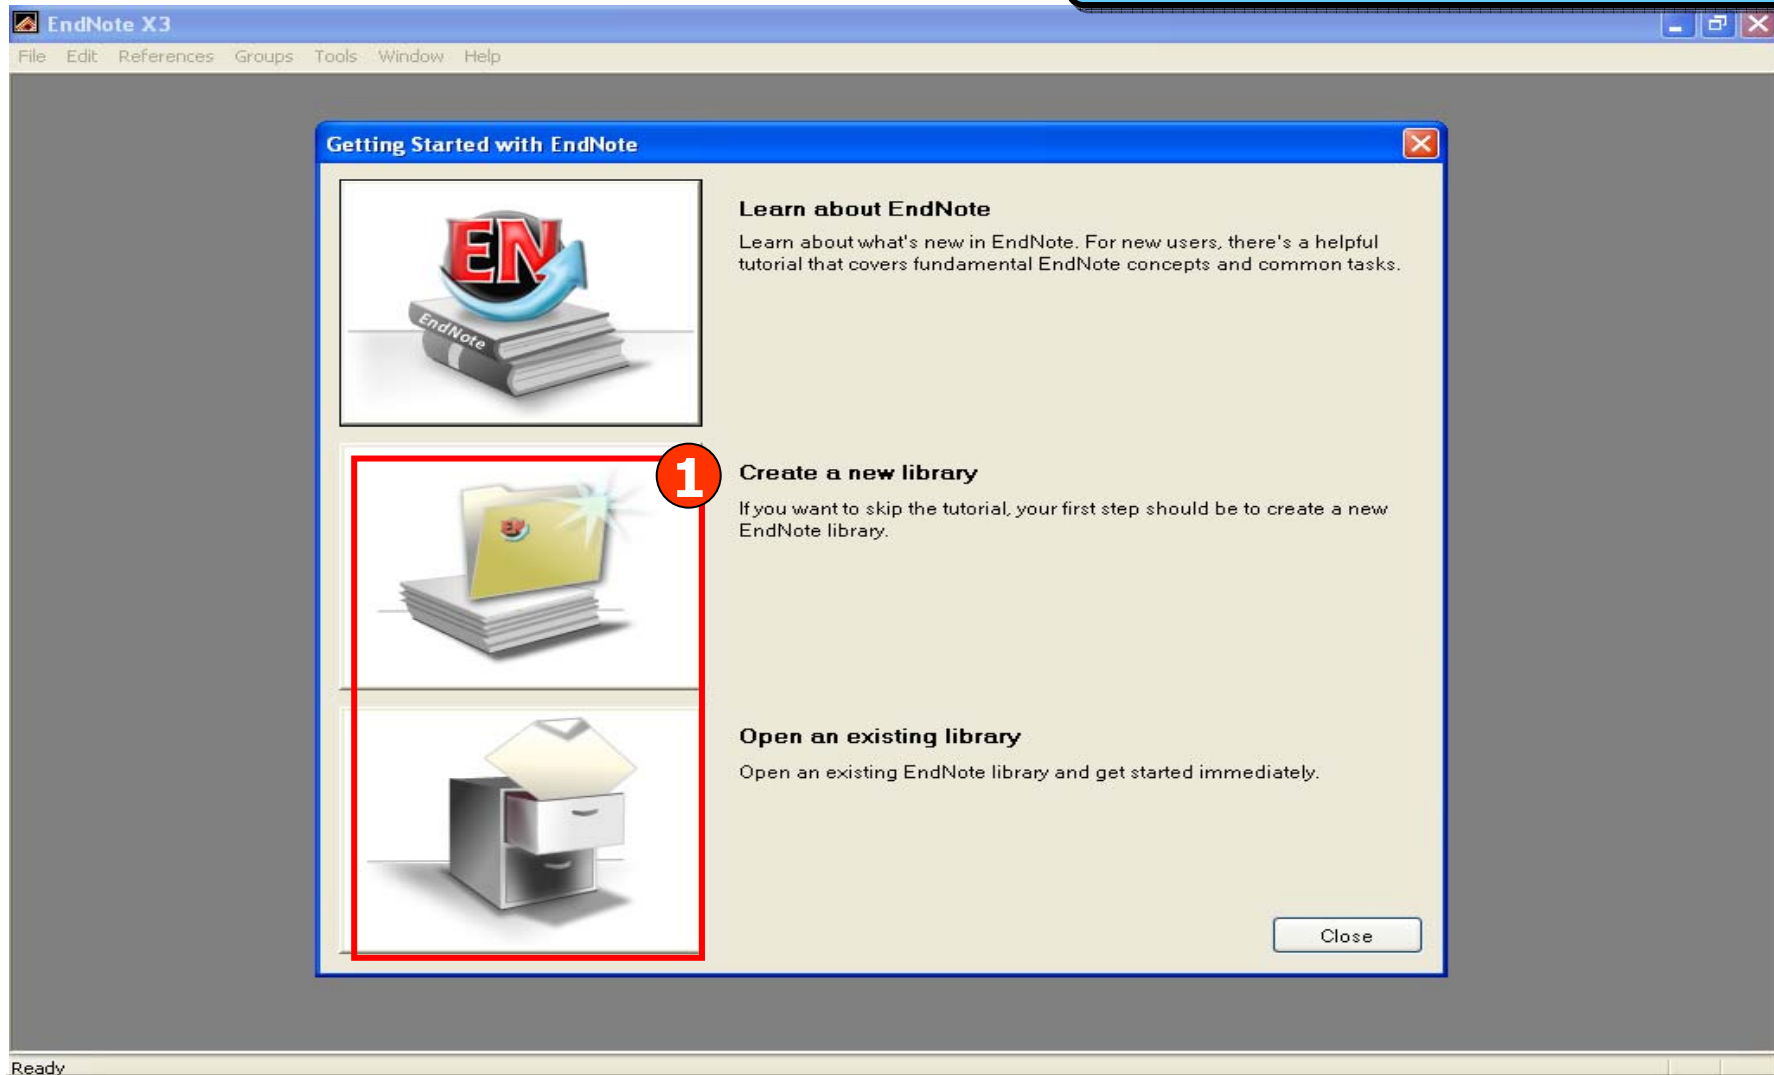 EndNote X3
File Edit References Groups Tools Window Help
Getting Started with EndNote
EN
EndNote
Learn about EndNote
Learn about what's new in EndNote. For new users, there's a helpful
tutorial that covers fundamental EndNote concepts and common tasks.
1
EN
Create a new library
If you want to skip the tutorial, your first step should be to create a new
EndNote library.
Open an existing library
Open an existing EndNote library and get started immediately.
Close
Ready